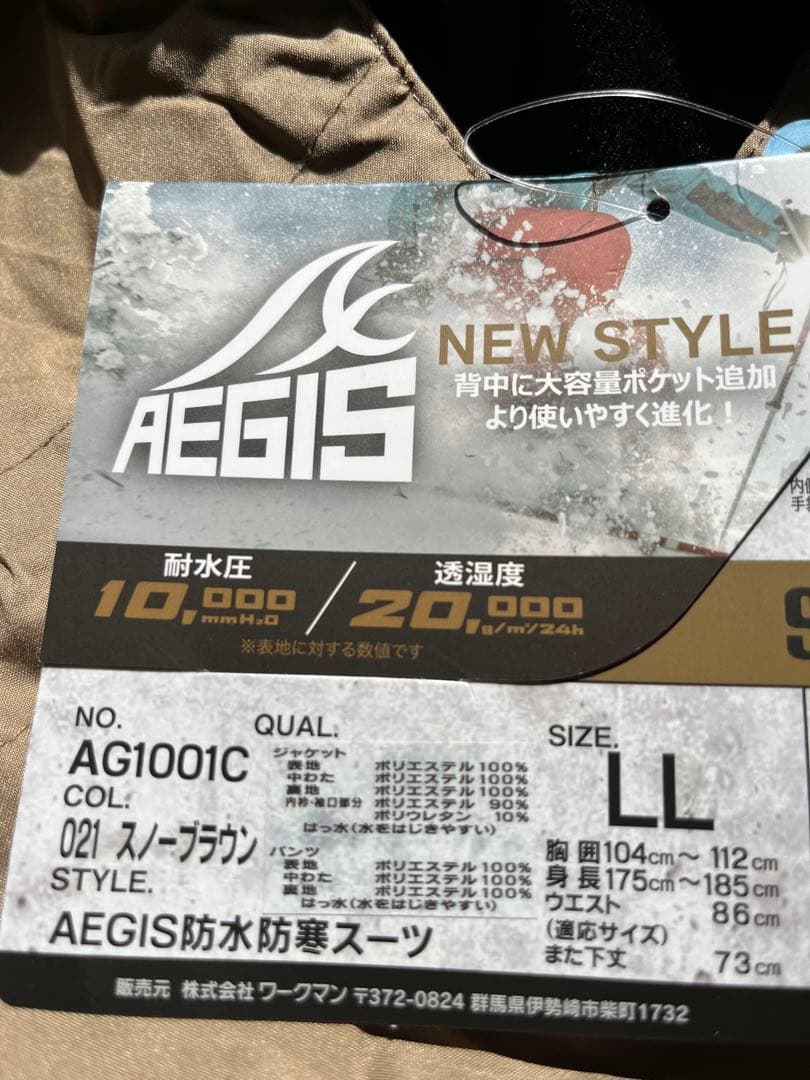 AEGIS
NEW STYLE
背中に大容量ポケット追加
より使いやすく進化！
耐水圧
10,000mmH₂O
透湿度
20,000g/m²/24h
※表地に対する数値です
NO.
AG1001C
COL.
021 スノーブラウン
STYLE.
AEGIS防水防寒スーツ
QUAL.
ジャケット
表地 ポリエステル100%
中わた ポリエステル100%
裏地 ポリエステル100%
内衿・袖口部分 ポリエステル 90%
ポリウレタン 10%
はっ水(水をはじきやすい)
パンツ
表地 ポリエステル100%
中わた ポリエステル100%
裏地 ポリエステル100%
はっ水(水をはじきやすい)
SIZE.
LL
胸囲104cm～112cm
身長175cm～185cm
ウエスト 86cm
(適応サイズ)
また下丈 73cm
販売元 株式会社 ワークマン 〒372-0824 群馬県伊勢崎市柴町1732